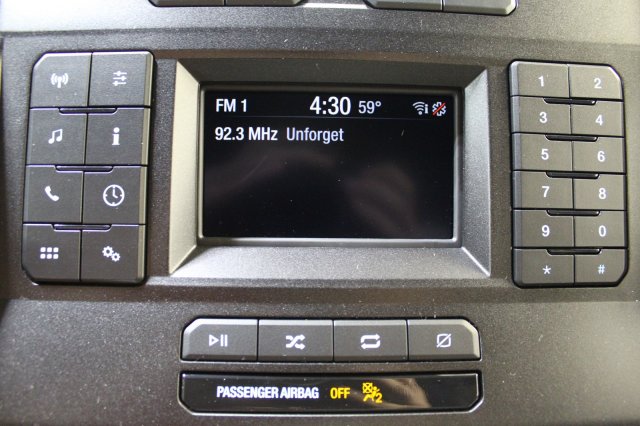 FM 1 4:30 59°
92.3 MHz Unforget
i
1 2
3 4
5 6
7 8
9 0
* #
PASSENGER AIRBAG OFF 2